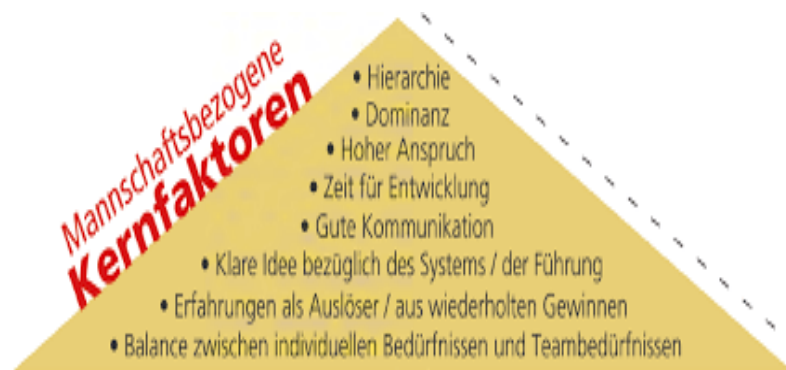 Mannschaftsbezogene
Kernfaktoren
• Hierarchie
• Dominanz
• Hoher Anspruch
• Zeit für Entwicklung
• Gute Kommunikation
• Klare Idee bezüglich des Systems / der Führung
• Erfahrungen als Auslöser / aus wiederholten Gewinnen
• Balance zwischen individuellen Bedürfnissen und Teambedürfnissen